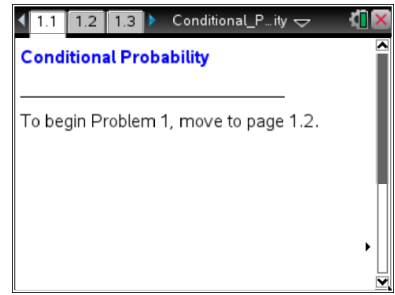 1.1 1.2 1.3 Conditional_P...ity
Conditional Probability
To begin Problem 1, move to page 1.2.